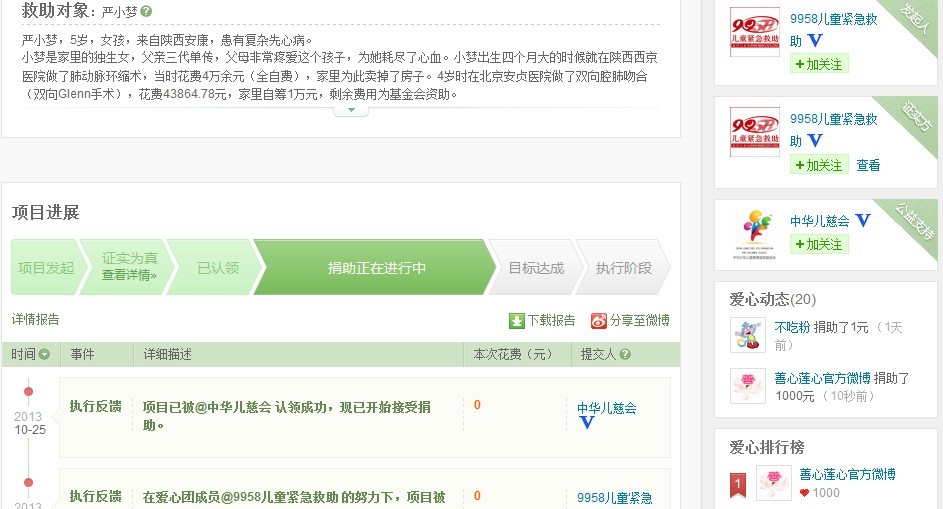 救助对象：严小梦
严小梦，5岁，女孩，来自陕西安康，患有复杂先心病。
小梦是家里的独生女，父亲三代单传，父母非常疼爱这个孩子，为她耗尽了心血。小梦出生四个月大的时候就在陕西西京
医院做了肺动脉环缩术，当时花费4万余元（全自费），家里为此卖掉了房子。4岁时在北京安贞医院做了双向腔肺吻合
（双向Glenn手术），花费43864.78元，家里自筹1万元，剩余费用为基金会资助。
项目进展
项目发起
证实为真
查看详情»
已认领
捐助正在进行中
目标达成
执行阶段
详情报告
下载报告
分享至微博
时间
事件
详细描述
本次花费（元）
提交人
2013
10-25
执行反馈
项目已被@中华儿慈会 认领成功，现已开始接受捐
助。
0
中华儿慈会
2013
执行反馈
在爱心团成员@9958儿童紧急救助 的努力下，项目被
0
9958儿童紧急
发起人
9958儿童紧急救
助
+加关注
证实方
9958儿童紧急救
助
+加关注 查看
公益支持
中华儿慈会
+加关注
爱心动态(20)
不吃粉 捐助了1元（1天
前）
善心莲心官方微博 捐助了
1000元（10秒前）
爱心排行榜
1
善心莲心官方微博
1000